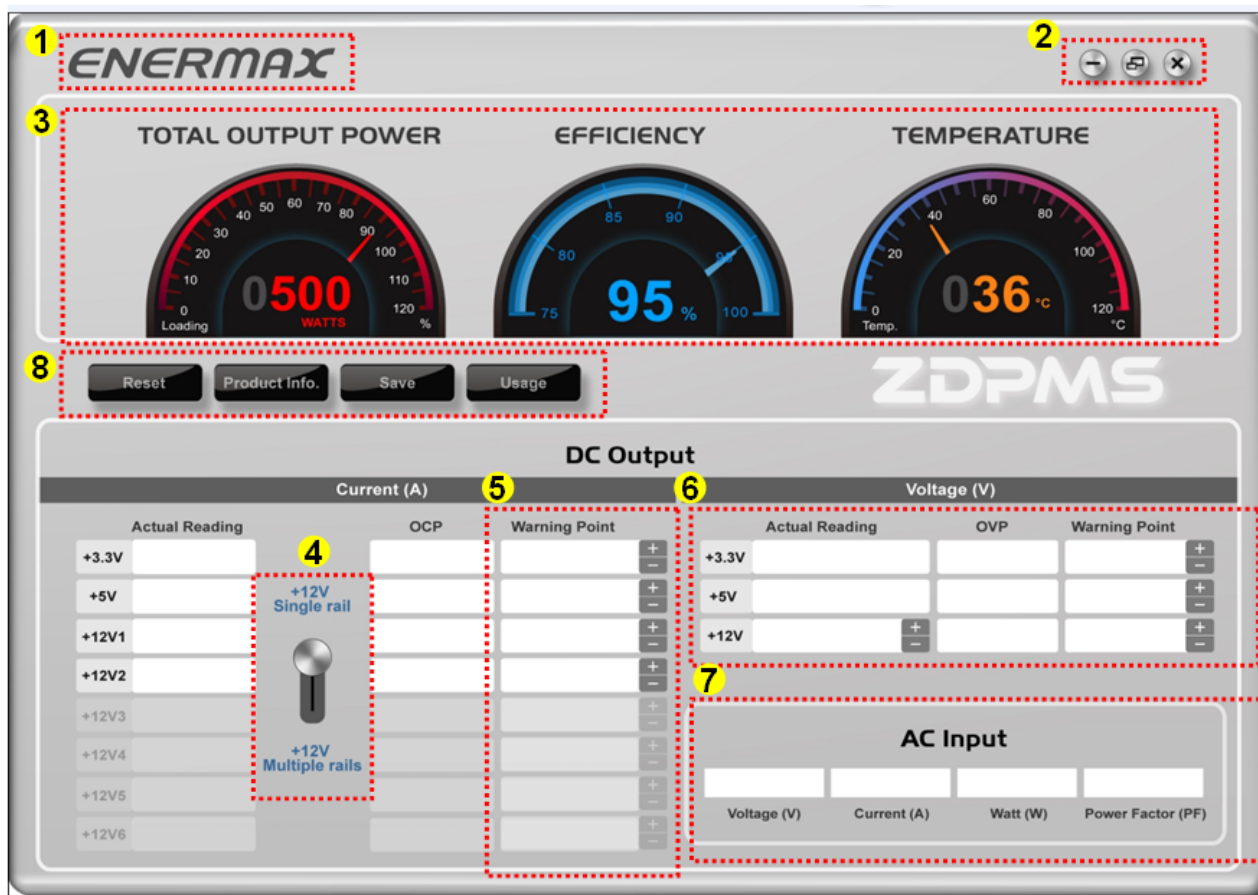 1
ENERMAX
2
3
TOTAL OUTPUT POWER
0 10 20 30 40 50 60 70 80 90 100 110 120
0500
WATTS
Loading
%
EFFICIENCY
75 80 85 90 95 100
95 %
TEMPERATURE
0 20 40 60 80 100 120
036 °C
Temp.
°C
8
Reset
Product Info.
Save
Usage
ZDPMS
DC Output
Current (A)
5
6
Voltage (V)
Actual Reading
OCP
Warning Point
4
+3.3V
+5V
+12V1
+12V2
+12V3
+12V4
+12V5
+12V6
+12V
Single rail
+12V
Multiple rails
Actual Reading
OVP
Warning Point
+3.3V
+5V
+12V
7
AC Input
Voltage (V)
Current (A)
Watt (W)
Power Factor (PF)